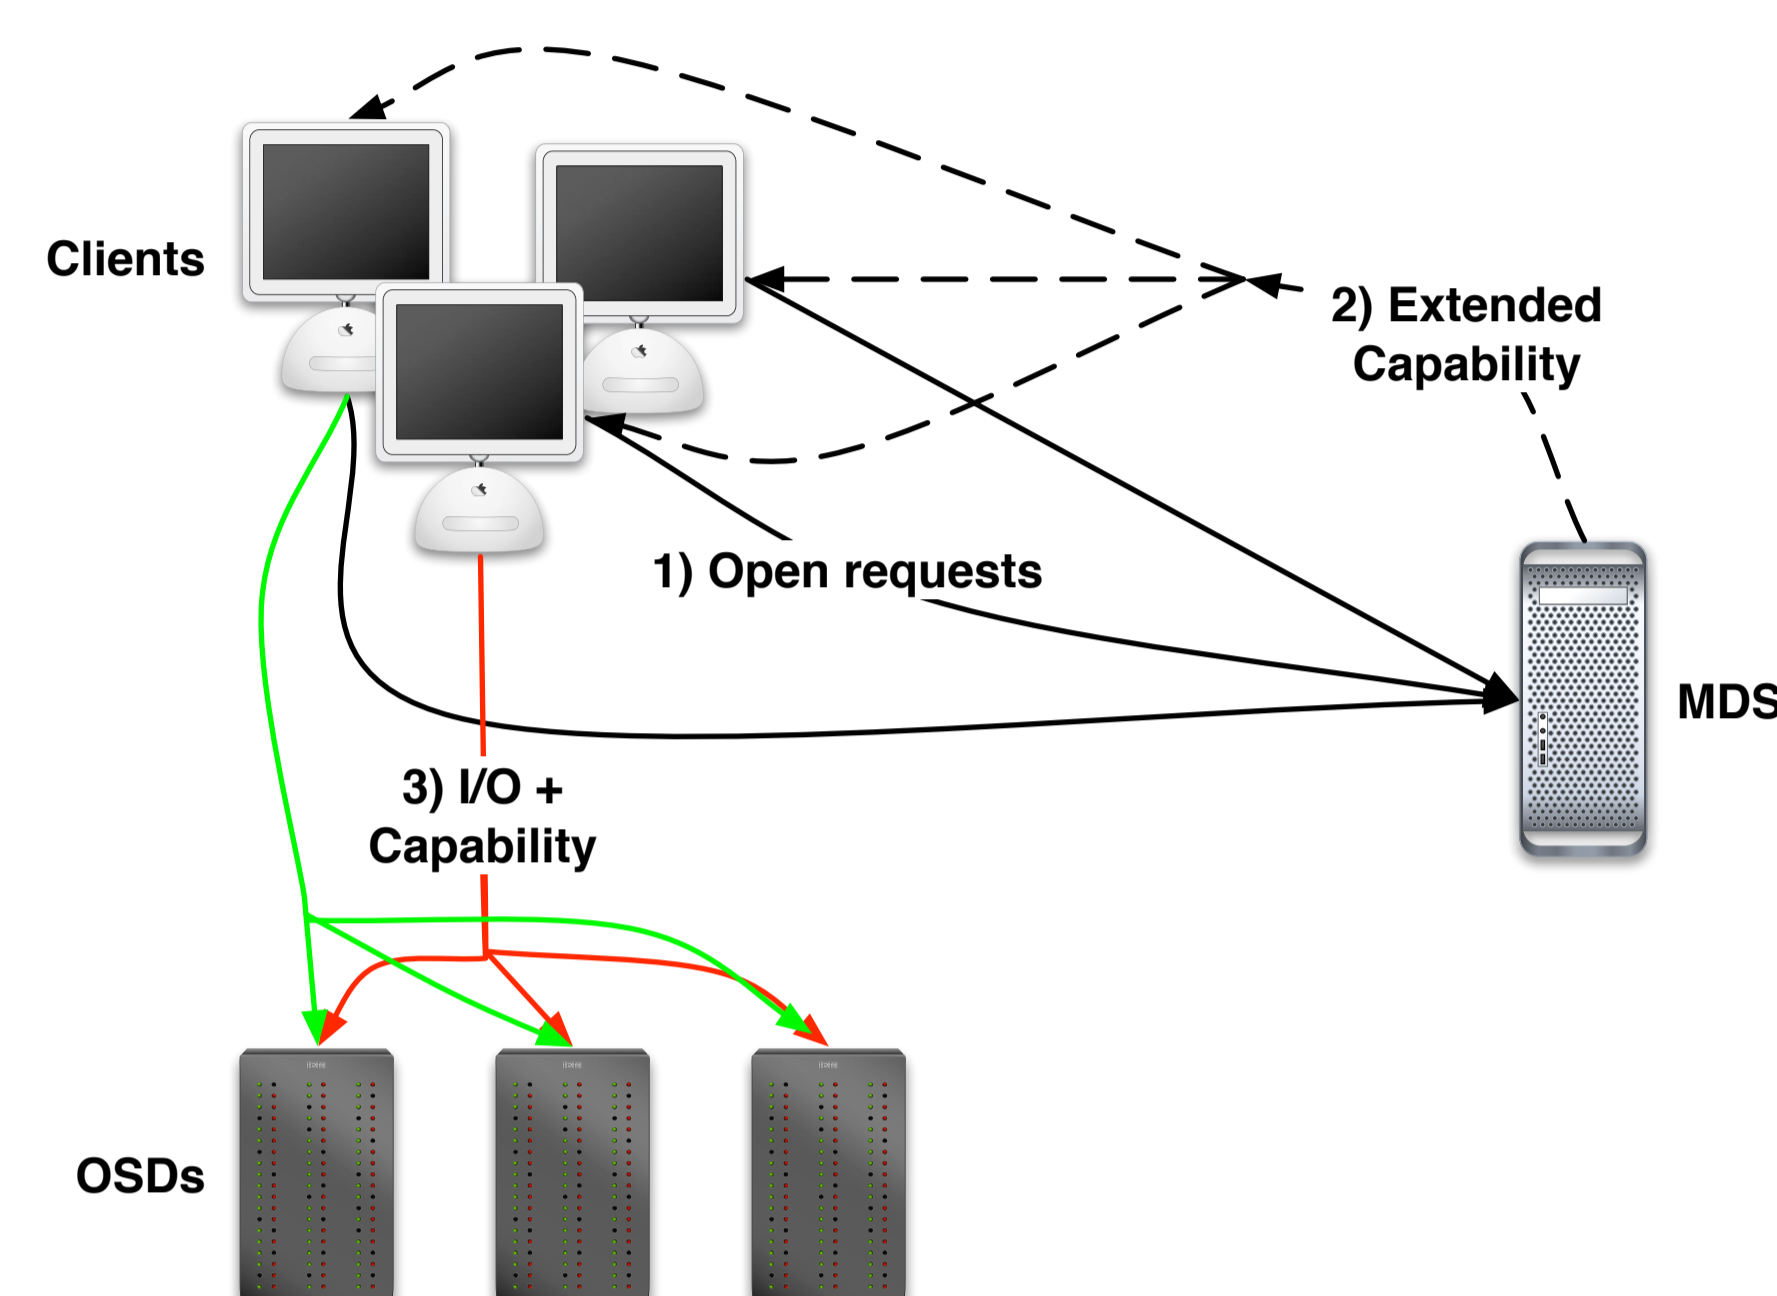 Clients
2) Extended
Capability
1) Open requests
MDS
3) I/O +
Capability
OSDs